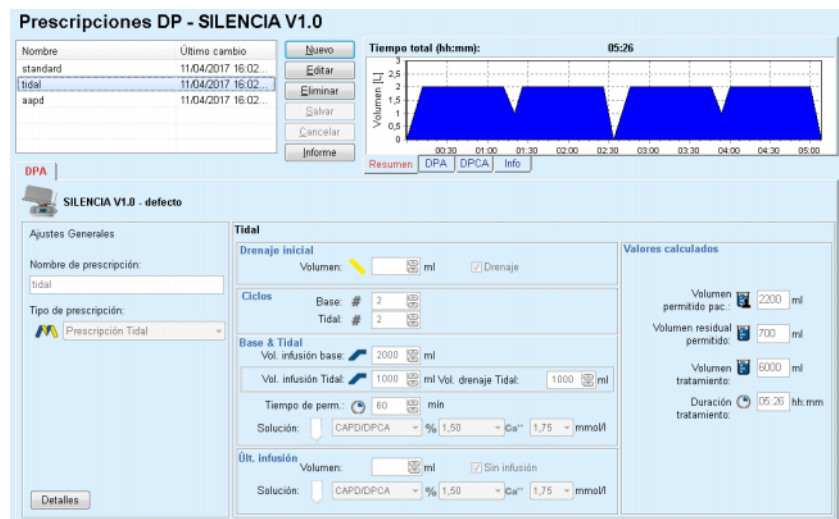 Prescripciones DP - SILENCIA V1.0
Nombre Último cambio
standard 11/04/2017 16:02...
tidal 11/04/2017 16:02...
aapd 11/04/2017 16:02...
Nuevo
Editar
Eliminar
Salvar
Cancelar
Informe
Tiempo total (hh:mm): 05:26
Volumen [L]
3
2,5
2
1,5
1
0,5
0
00:30 01:00 01:30 02:00 02:30 03:00 03:30 04:00 04:30 05:00
Resumen DPA DPCA Info
DPA
SILENCIA V1.0 - defecto
Ajustes Generales
Nombre de prescripción:
tidal
Tipo de prescripción:
Prescripción Tidal
Detalles
Tidal
Drenaje inicial
Volumen: ml Drenaje
Ciclos
Base: # 2
Tidal: # 2
Base & Tidal
Vol. infusión base: 2000 ml
Vol. infusión Tidal: 1000 ml Vol. drenaje Tidal: 1000 ml
Tiempo de perm.: 60 min
Solución: CAPD/DPCA % 1,50 Ca⁺⁺ 1,75 mmol/l
Últ. infusión
Volumen: ml Sin infusión
Solución: CAPD/DPCA % 1,50 Ca⁺⁺ 1,75 mmol/l
Valores calculados
Volumen
permitido pac.: 2200 ml
Volumen residual
permitido: 700 ml
Volumen
tratamiento: 6000 ml
Duración
tratamiento: 05:26 hh:mm